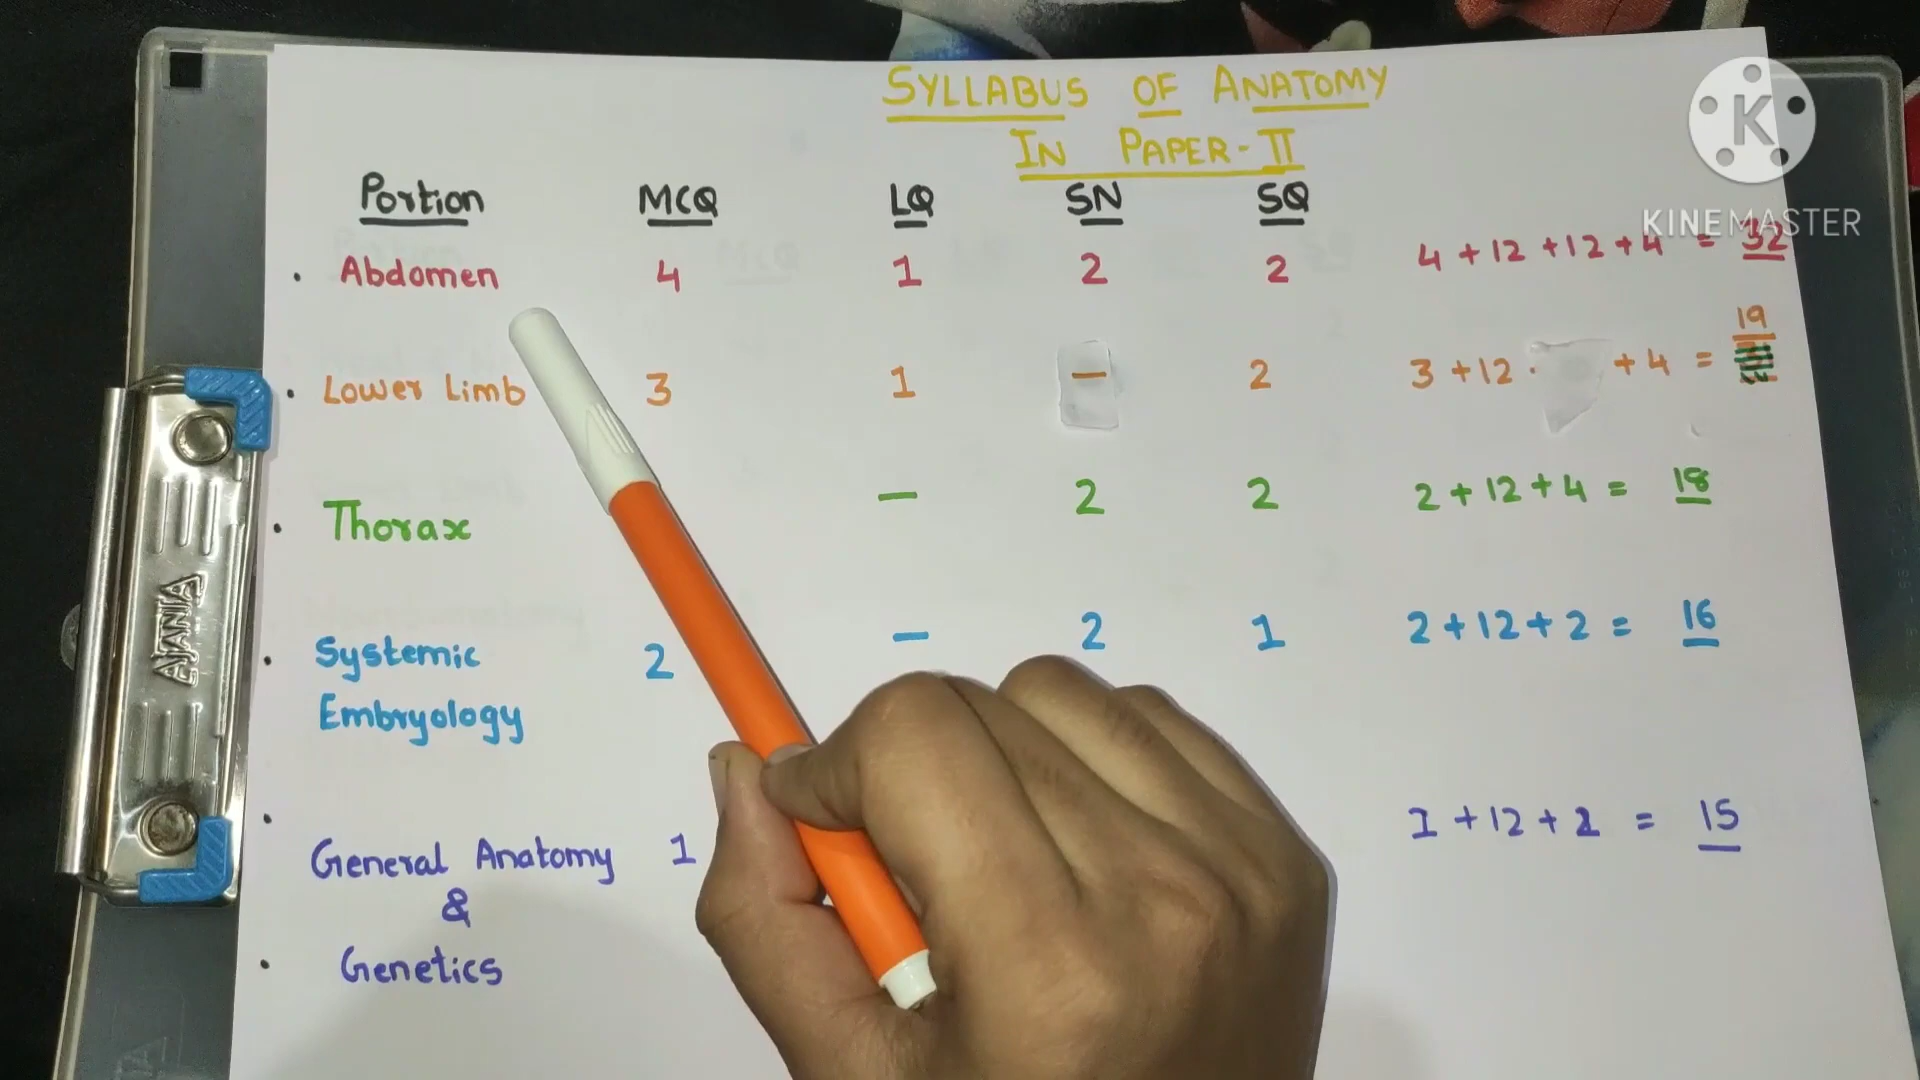 SYLLABUS OF ANATOMY
IN PAPER-II
Portion MCQ LQ SN SQ
KINEMASTER
• Abdomen 4 1 2 2 4+12+12+4 = 32
• Lower Limb 3 1 — 2 3+12 +4 = 19
• Thorax — 2 2 2+12+4 = 18
• Systemic 2 — 2 1 2+12+2 = 16
Embryology
• General Anatomy 1 1+12+2 = 15
&
• Genetics
AJANTA
K